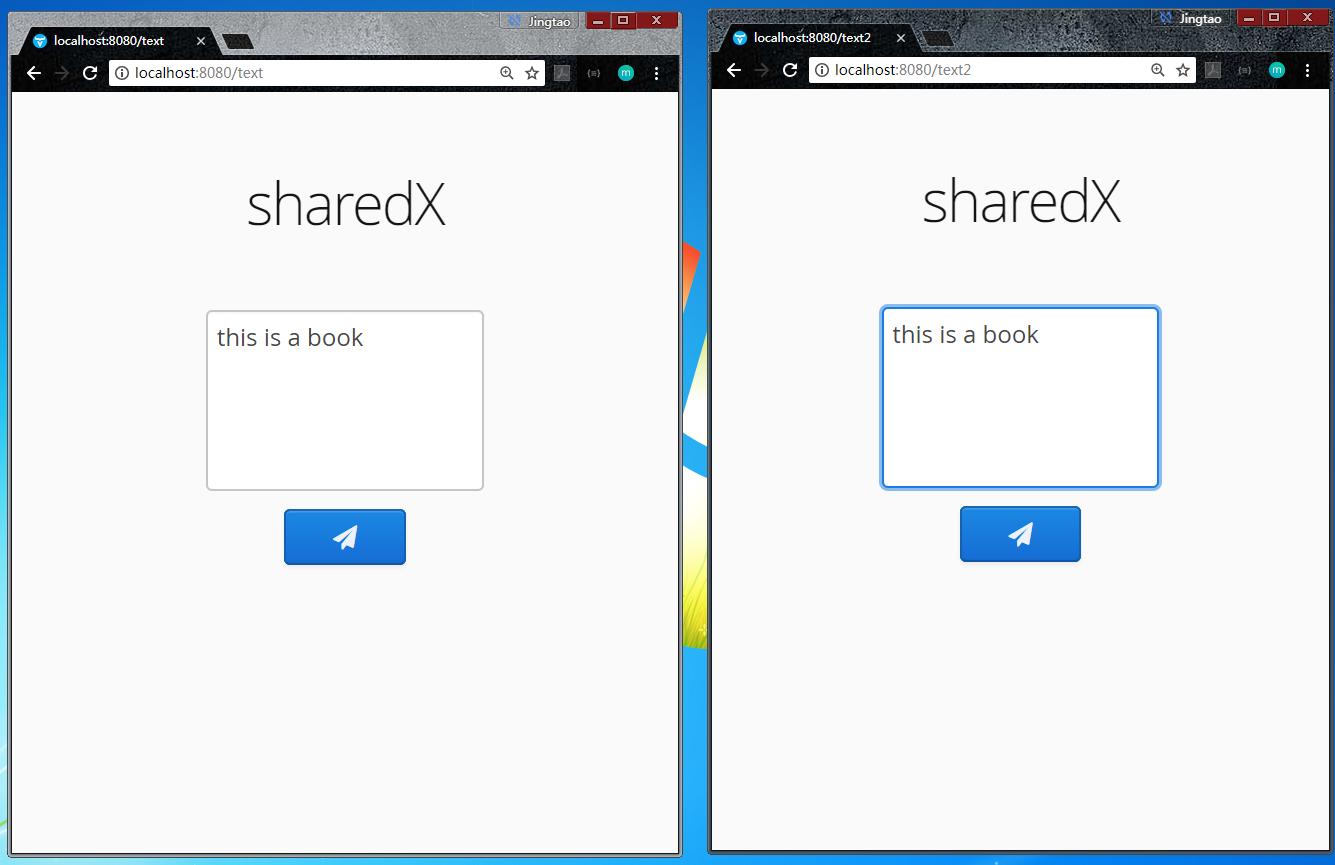 Jingtao
localhost:8080/text
localhost:8080/text
sharedX
this is a book
Jingtao
localhost:8080/text2
localhost:8080/text2
m
sharedX
this is a book
m